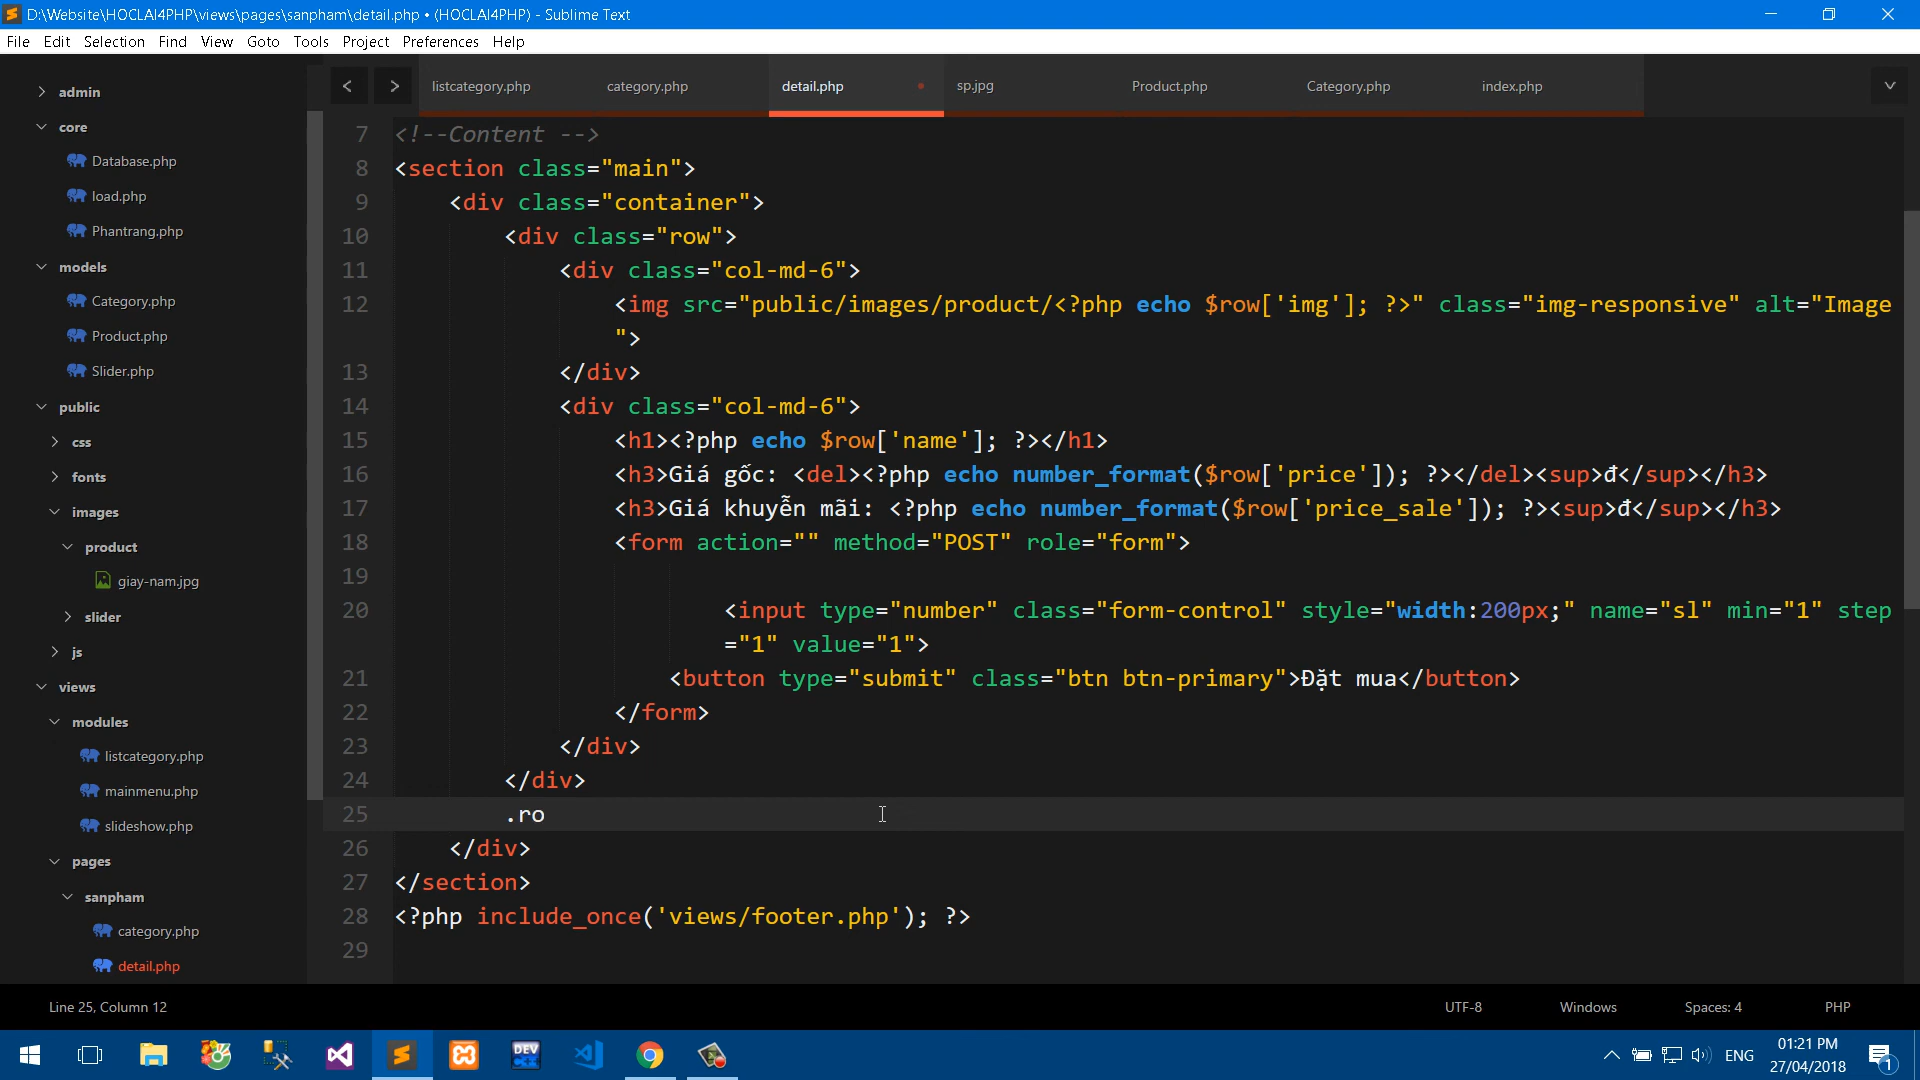 D:\Website\HOCLAI4PHP\views\pages\sanpham\detail.php • (HOCLAI4PHP) - Sublime Text
File Edit Selection Find View Goto Tools Project Preferences Help
admin
core
Database.php
load.php
Phantrang.php
models
Category.php
Product.php
Slider.php
public
css
fonts
images
product
giay-nam.jpg
slider
js
views
modules
listcategory.php
mainmenu.php
slideshow.php
pages
sanpham
category.php
detail.php
listcategory.php category.php detail.php sp.jpg Product.php Category.php index.php
7 <!--Content -->
8 <section class="main">
9 <div class="container">
10 <div class="row">
11 <div class="col-md-6">
12 <img src="public/images/product/<?php echo $row['img']; ?>" class="img-responsive" alt="Image
">
13 </div>
14 <div class="col-md-6">
15 <h1><?php echo $row['name']; ?></h1>
16 <h3>Giá gốc: <del><?php echo number_format($row['price']); ?></del><sup>đ</sup></h3>
17 <h3>Giá khuyễn mãi: <?php echo number_format($row['price_sale']); ?><sup>đ</sup></h3>
18 <form action="" method="POST" role="form">
19
20 <input type="number" class="form-control" style="width:200px;" name="sl" min="1" step
="1" value="1">
21 <button type="submit" class="btn btn-primary">Đặt mua</button>
22 </form>
23 </div>
24 </div>
25 .ro
26 </div>
27 </section>
28 <?php include_once('views/footer.php'); ?>
29
Line 25, Column 12 UTF-8 Windows Spaces: 4 PHP
DEV
ENG
01:21 PM
27/04/2018
1